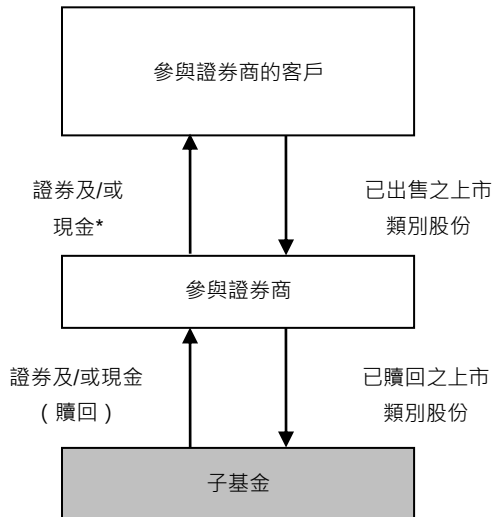 參與證券商的客戶
證券及/或
現金*
已出售之上市
類別股份
參與證券商
證券及/或現金
（贖回）
已贖回之上市
類別股份
子基金